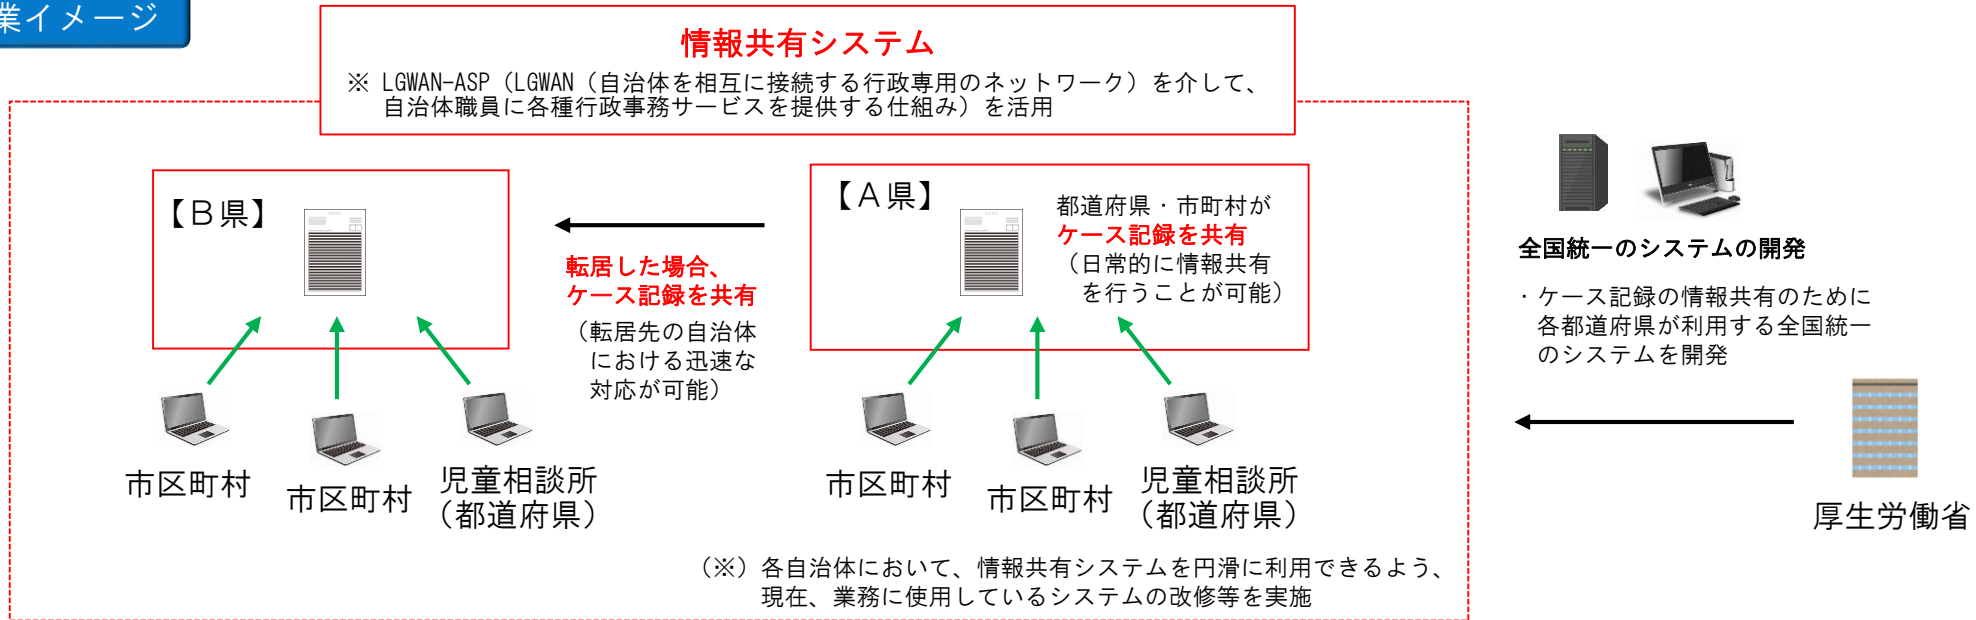 業イメージ
情報共有システム
※ LGWAN-ASP（LGWAN（自治体を相互に接続する行政専用のネットワーク）を介して、
自治体職員に各種行政事務サービスを提供する仕組み）を活用
【Ｂ県】
転居した場合、
ケース記録を共有
（転居先の自治体
における迅速な
対応が可能）
【Ａ県】
都道府県・市町村が
ケース記録を共有
（日常的に情報共有
を行うことが可能）
市区町村
市区町村
児童相談所
（都道府県）
市区町村
市区町村
児童相談所
（都道府県）
（※）各自治体において、情報共有システムを円滑に利用できるよう、
現在、業務に使用しているシステムの改修等を実施
全国統一のシステムの開発
・ケース記録の情報共有のために
各都道府県が利用する全国統一
のシステムを開発
厚生労働省